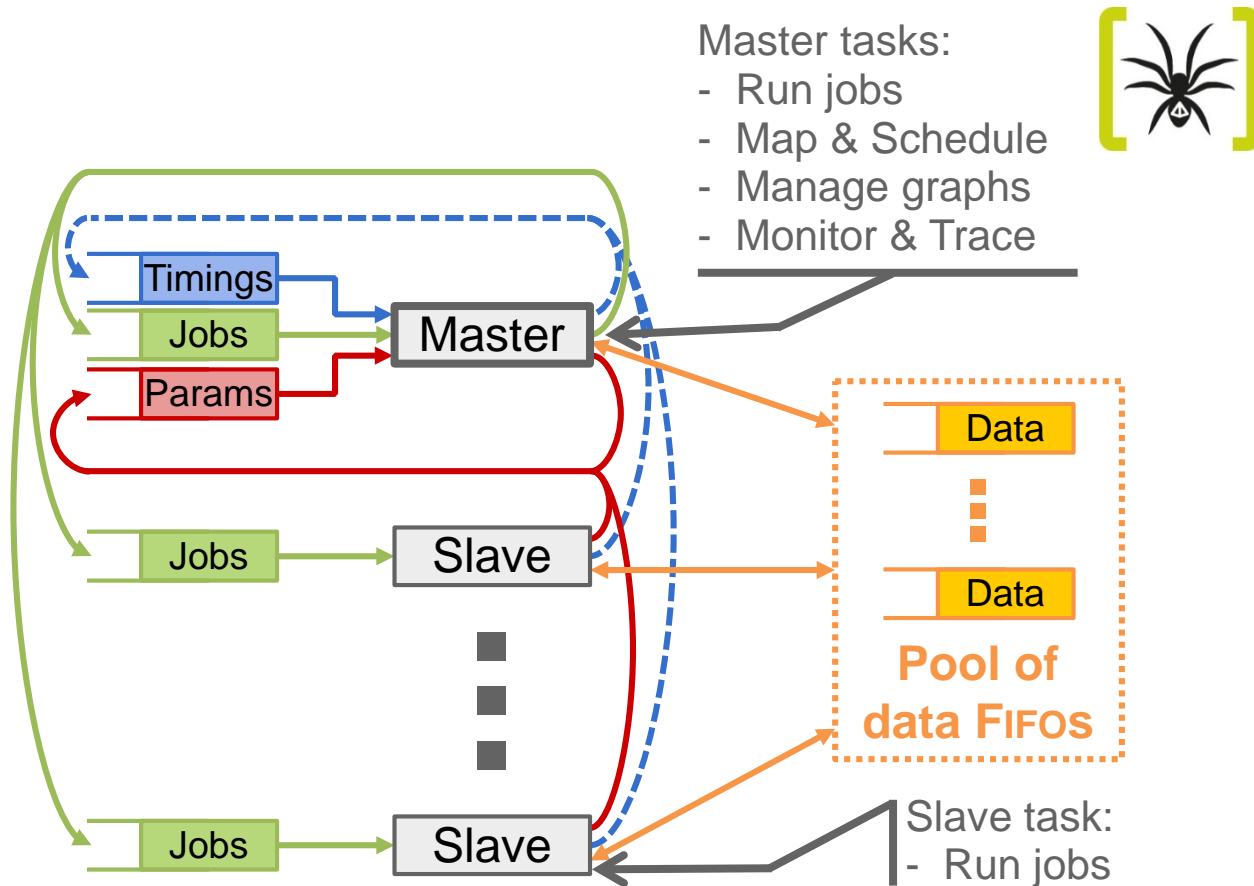 Master tasks:
- Run jobs
- Map & Schedule
- Manage graphs
- Monitor & Trace
Timings
Jobs
Params
Master
Data
Data
Pool of
data FIFOs
Jobs
Slave
Jobs
Slave
Slave task:
- Run jobs